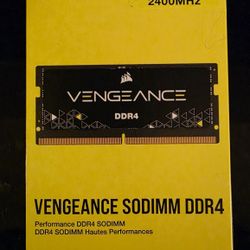 2400MHz
VENGEANCE
DDR4
VENGEANCE SODIMM DDR4
Performance DDR4 SODIMM
DDR4 SODIMM Hautes Performances